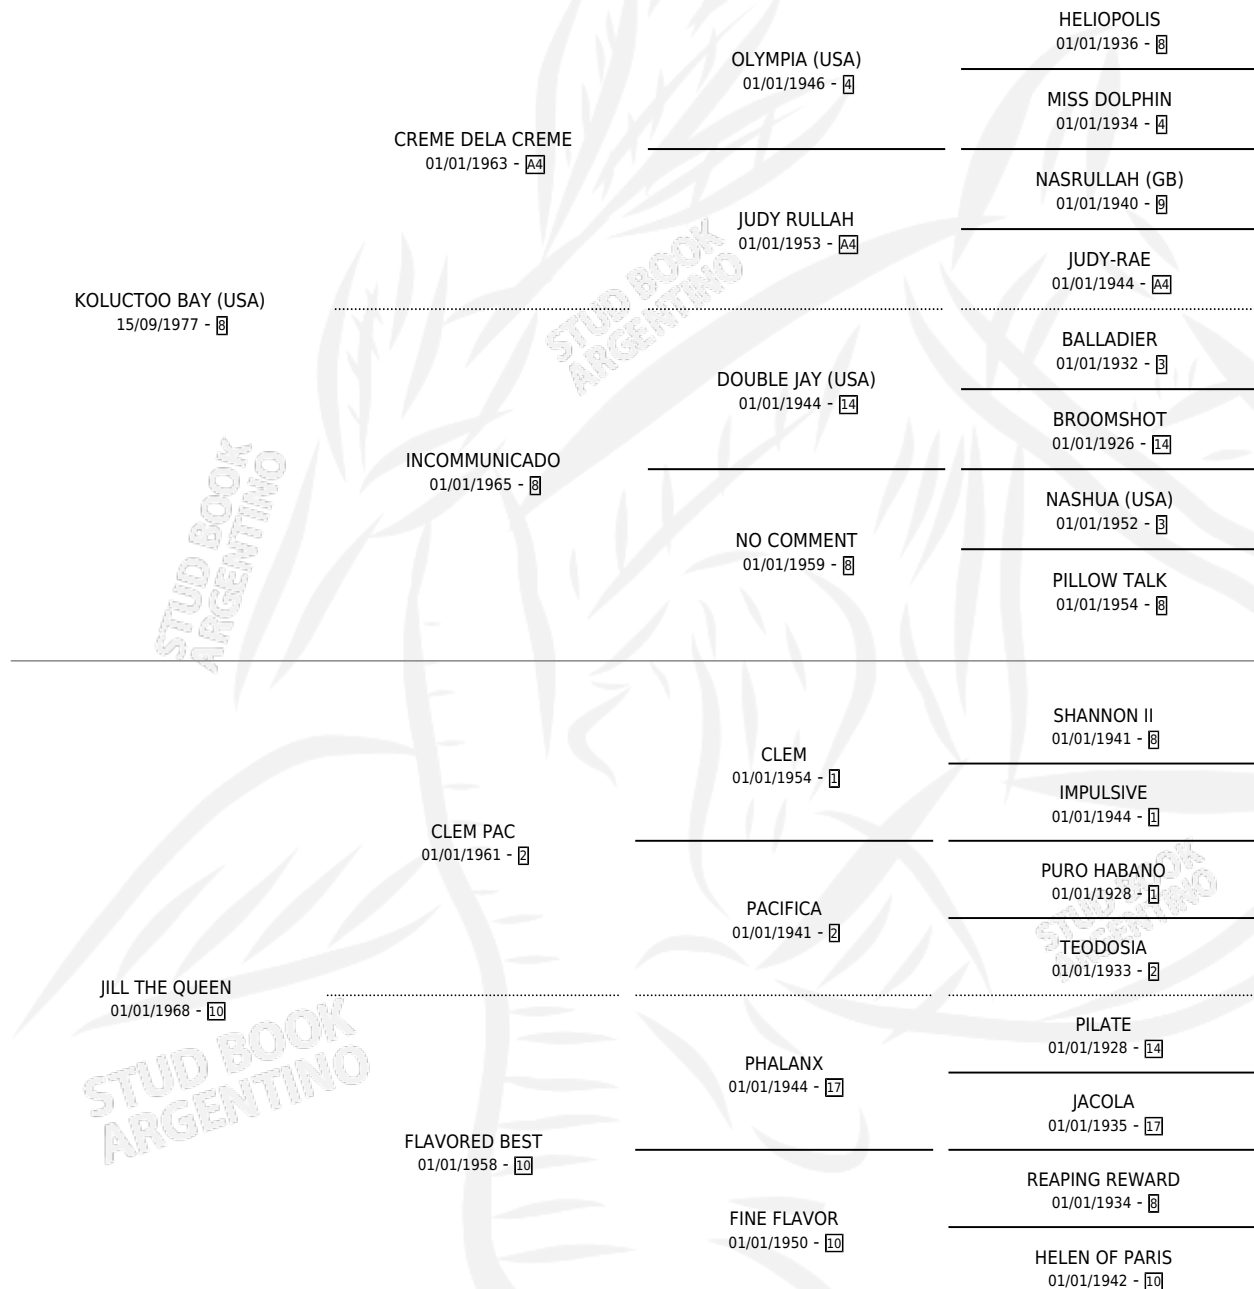 KOLUCTOO BAY (USA)
15/09/1977 - 8
CREME DELA CREME
01/01/1963 - A4
INCOMMUNICADO
01/01/1965 - 8
OLYMPIA (USA)
01/01/1946 - 4
JUDY RULLAH
01/01/1953 - A4
DOUBLE JAY (USA)
01/01/1944 - 14
NO COMMENT
01/01/1959 - 8
HELIOPOLIS
01/01/1936 - 8
MISS DOLPHIN
01/01/1934 - 4
NASRULLAH (GB)
01/01/1940 - 9
JUDY-RAE
01/01/1944 - A4
BALLADIER
01/01/1932 - 3
BROOMSHOT
01/01/1926 - 14
NASHUA (USA)
01/01/1952 - 3
PILLOW TALK
01/01/1954 - 8
JILL THE QUEEN
01/01/1968 - 10
CLEM PAC
01/01/1961 - 2
FLAVORED BEST
01/01/1958 - 10
CLEM
01/01/1954 - 1
PACIFICA
01/01/1941 - 2
PHALANX
01/01/1944 - 17
FINE FLAVOR
01/01/1950 - 10
SHANNON II
01/01/1941 - 8
IMPULSIVE
01/01/1944 - 1
PURO HABANO
01/01/1928 - 1
TEODOSIA
01/01/1933 - 2
PILATE
01/01/1928 - 14
JACOLA
01/01/1935 - 17
REAPING REWARD
01/01/1934 - 8
HELEN OF PARIS
01/01/1942 - 10
STUD BOOK
ARGENTINO
STUD BOOK
ARGENTINO
STUD BOOK
ARGENTINO
STUD BOOK
ARGENTINO